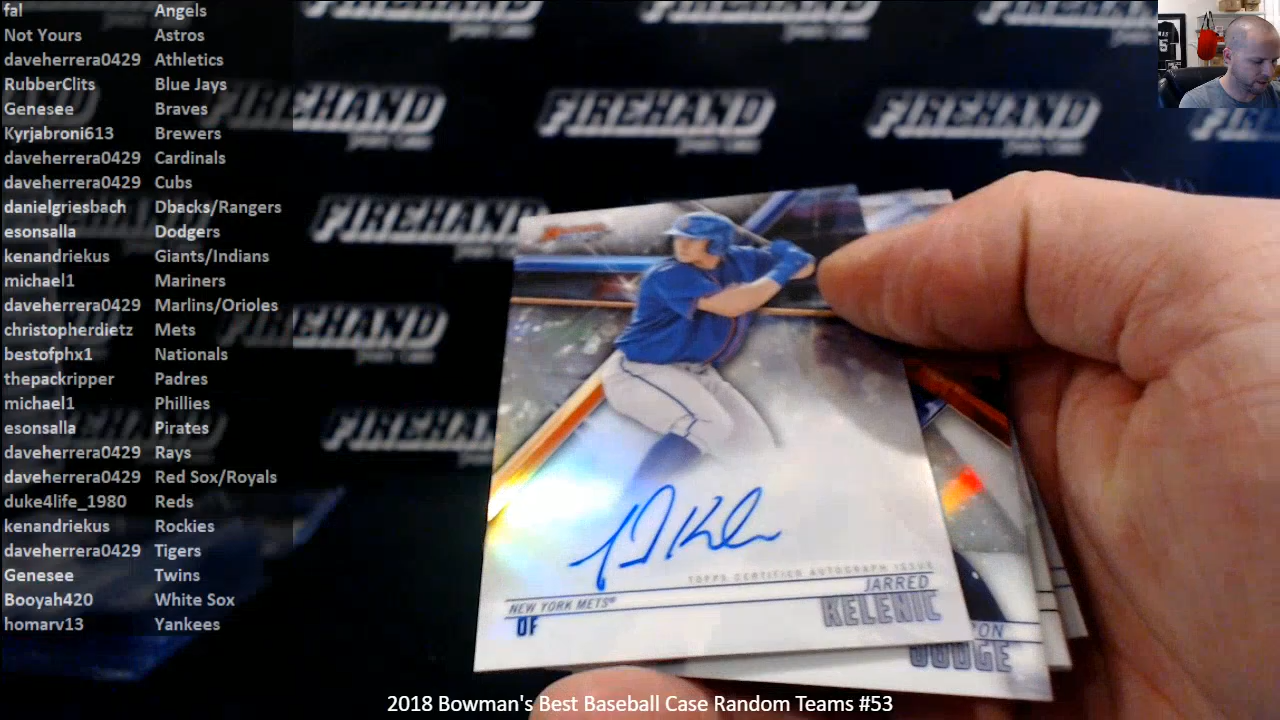 fal Angels
Not Yours Astros
daveherrera0429 Athletics
RubberClits Blue Jays
Genesee Braves
Kyrjabroni613 Brewers
daveherrera0429 Cardinals
daveherrera0429 Cubs
danielgriesbach Dbacks/Rangers
esonsalla Dodgers
kenandriekus Giants/Indians
michael1 Mariners
daveherrera0429 Marlins/Orioles
christopherdietz Mets
bestofphx1 Nationals
thepackripper Padres
michael1 Phillies
esonsalla Pirates
daveherrera0429 Rays
daveherrera0429 Red Sox/Royals
duke4life_1980 Reds
kenandriekus Rockies
daveherrera0429 Tigers
Genesee Twins
Booyah420 White Sox
homarv13 Yankees
FIREHAND FIREHAND FIREHAND
FIREHAND
FIREHAND
FIREHAND
TOPPS CERTIFIED AUTOGRAPH ISSUE
JARRED
KELENIC
NEW YORK METS®
OF
JUDGE
2018 Bowman's Best Baseball Case Random Teams #53